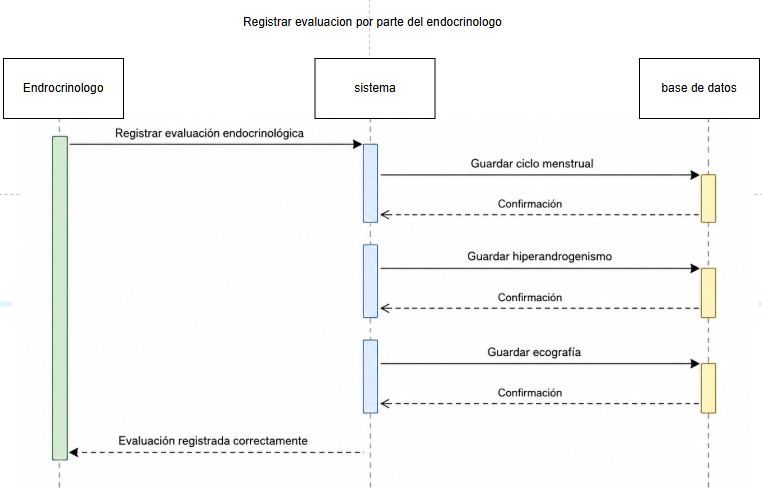 Registrar evaluacion por parte del endocrinologo
Endrocrinologo
sistema
base de datos
Registrar evaluación endocrinológica
Guardar ciclo menstrual
Confirmación
Guardar hiperandrogenismo
Confirmación
Guardar ecografía
Confirmación
Evaluación registrada correctamente